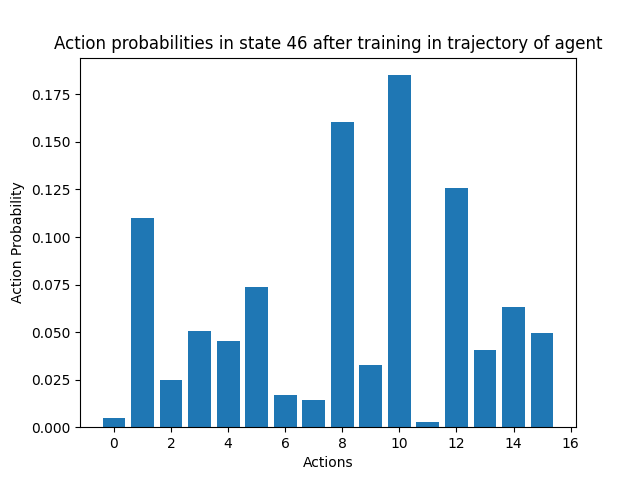 Action probabilities in state 46 after training in trajectory of agent
Action Probability
0.175
0.150
0.125
0.100
0.075
0.050
0.025
0.000
0 2 4 6 8 10 12 14 16
Actions